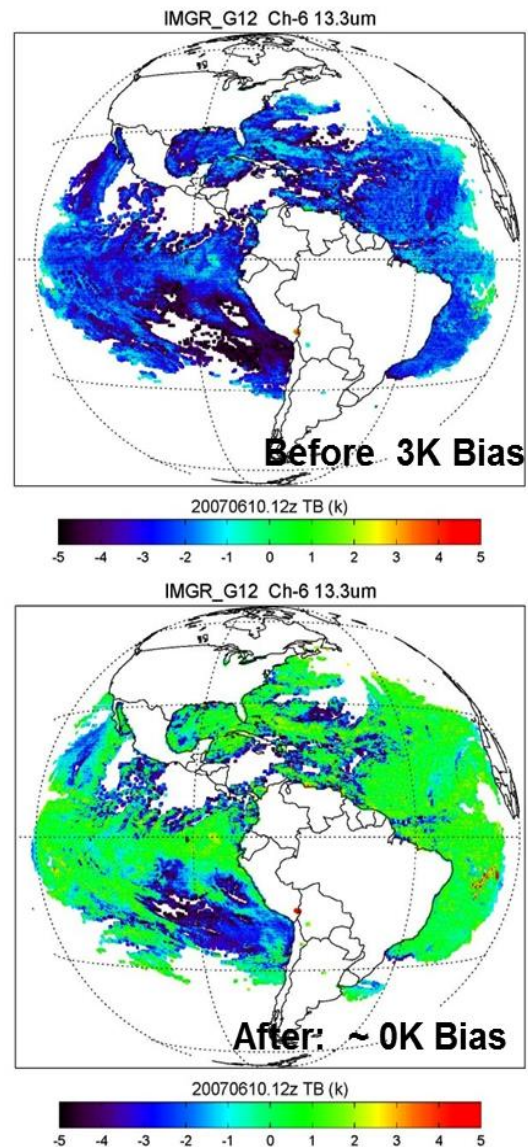 IMGR_G12 Ch-6 13.3um
Before 3K Bias
20070610.12z TB (k)
-5 -4 -3 -2 -1 0 1 2 3 4 5
IMGR_G12 Ch-6 13.3um
After: ~ 0K Bias
20070610.12z TB (k)
-5 -4 -3 -2 -1 0 1 2 3 4 5